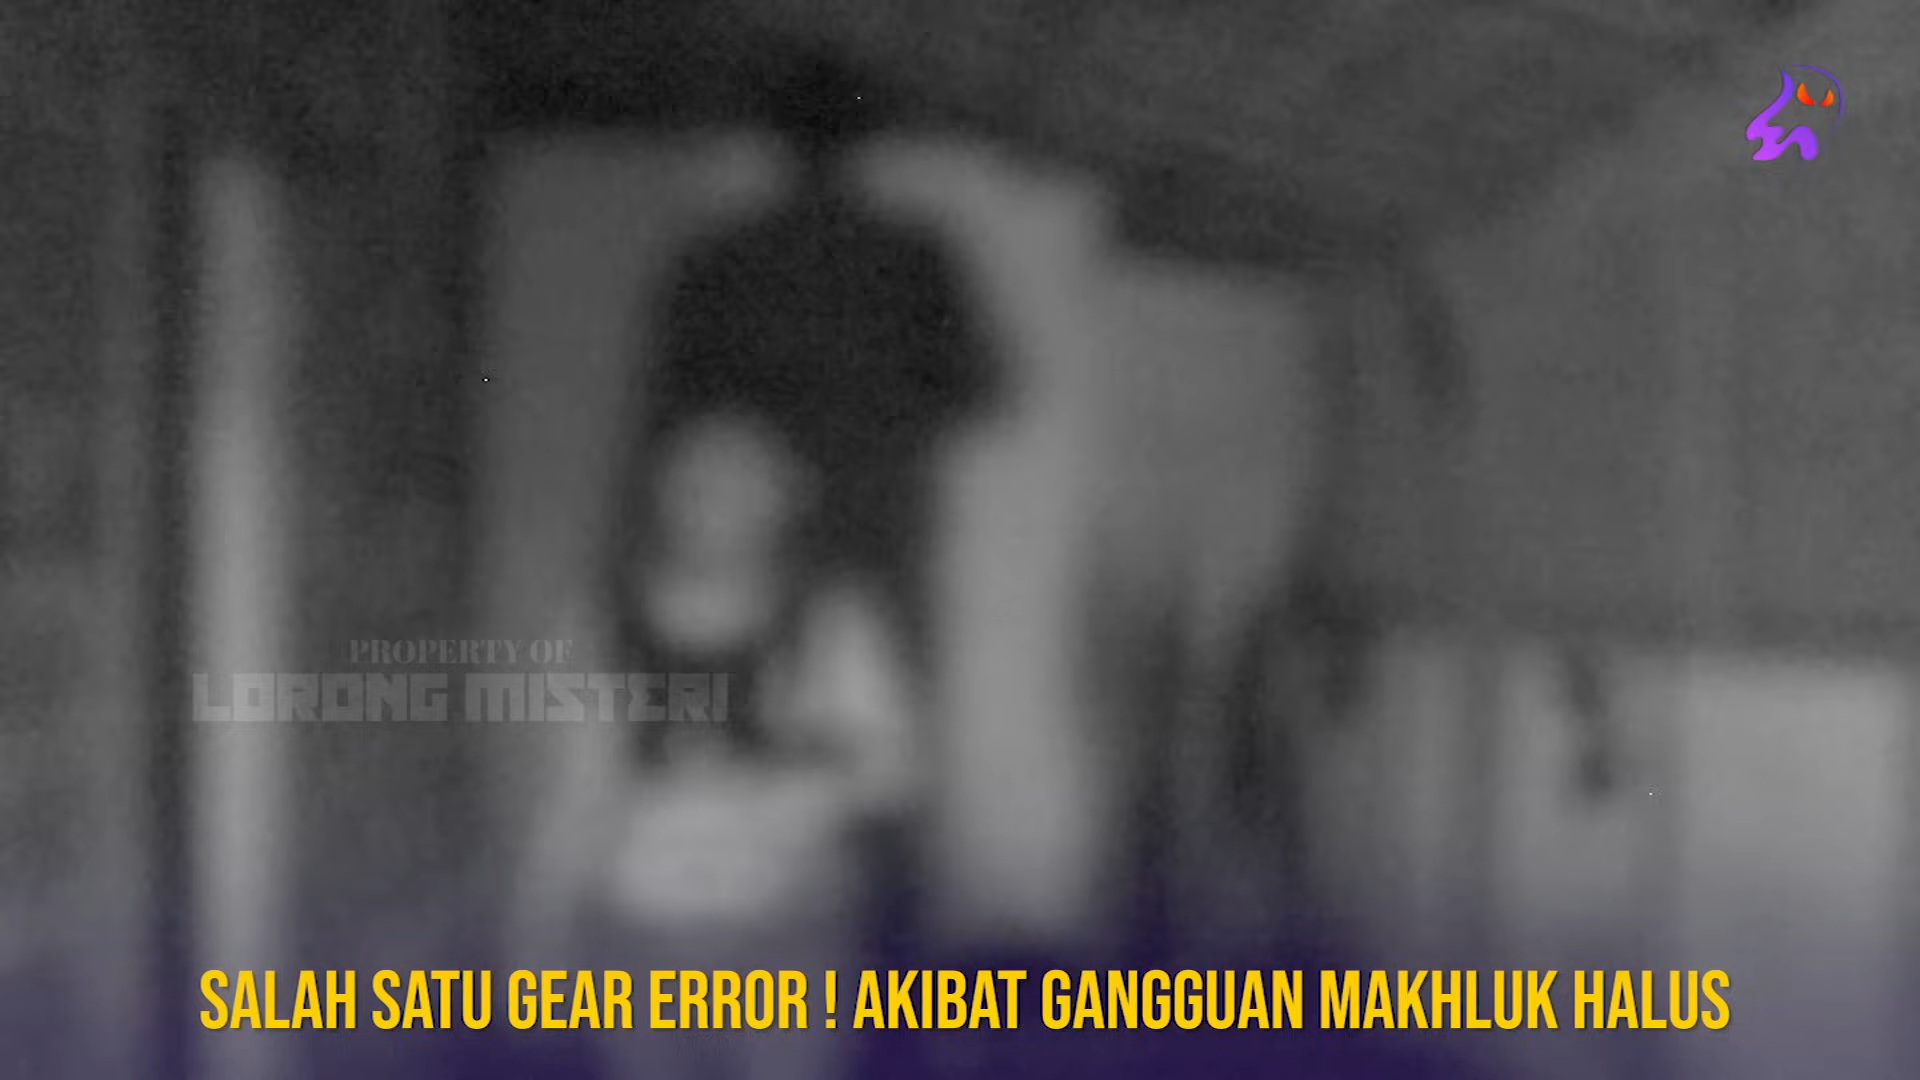 PROPERTY OF
LORONG MISTERI
SALAH SATU GEAR ERROR ! AKIBAT GANGGUAN MAKHLUK HALUS